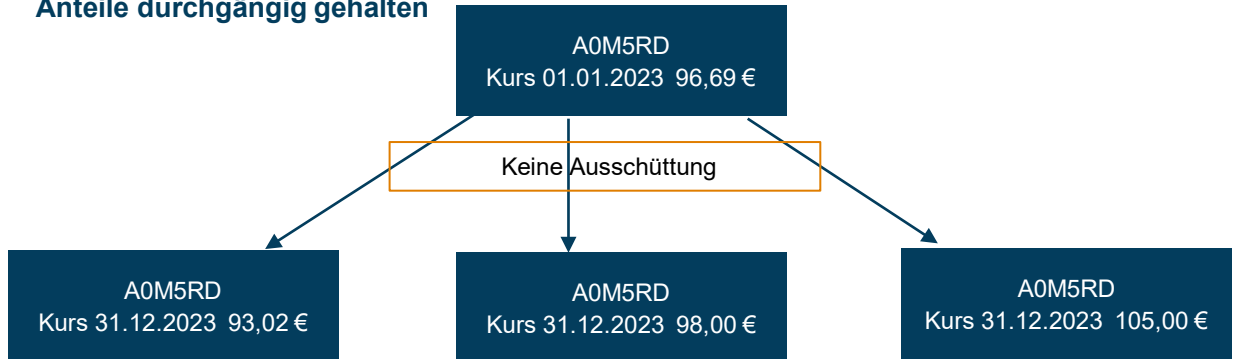 Anteile durchgängig gehalten
A0M5RD
Kurs 01.01.2023 96,69 €
Keine Ausschüttung
A0M5RD
Kurs 31.12.2023 93,02 €
A0M5RD
Kurs 31.12.2023 98,00 €
A0M5RD
Kurs 31.12.2023 105,00 €